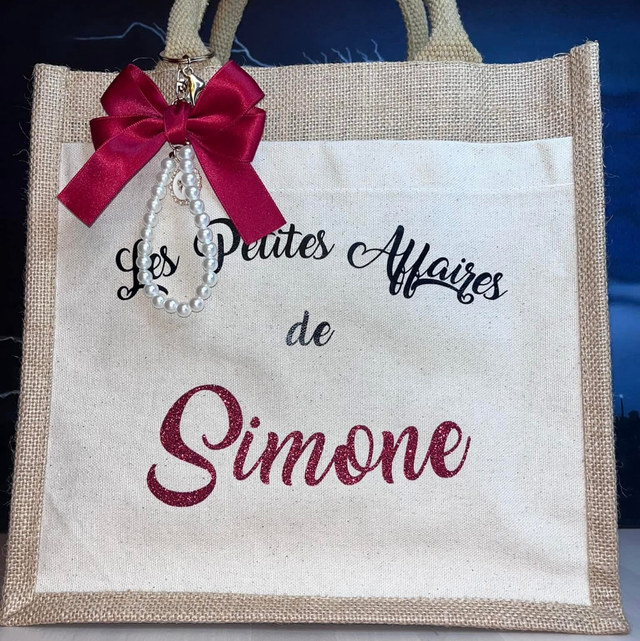 Les Petites Affaires
de
Simone